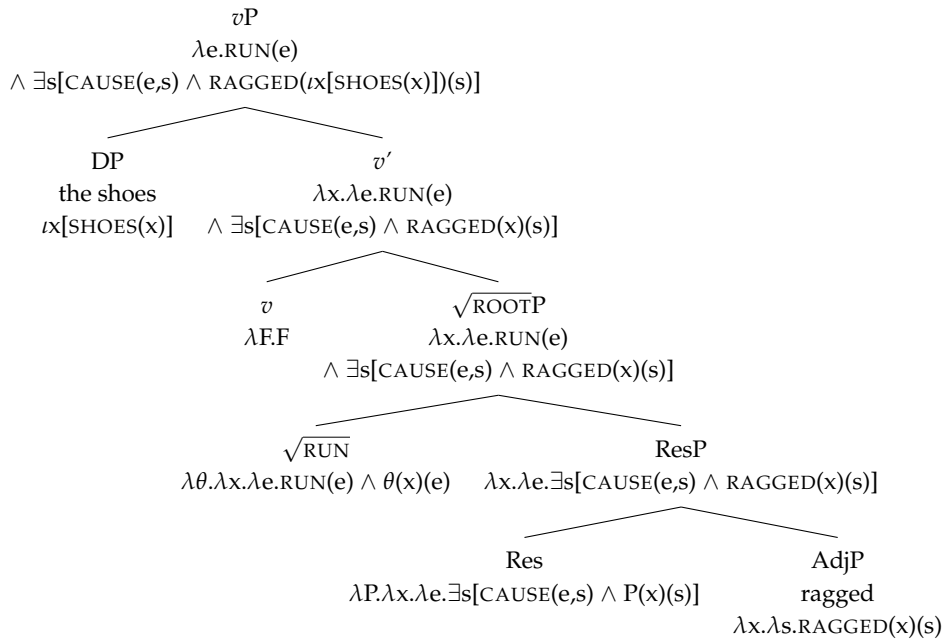 vP
λe.RUN(e)
∧ ∃s[CAUSE(e,s) ∧ RAGGED(ιx[SHOES(x)])(s)]
DP
the shoes
ιx[SHOES(x)]
v'
λx.λe.RUN(e)
∧ ∃s[CAUSE(e,s) ∧ RAGGED(x)(s)]
v
λF.F
√ROOTP
λx.λe.RUN(e)
∧ ∃s[CAUSE(e,s) ∧ RAGGED(x)(s)]
√RUN
λθ.λx.λe.RUN(e) ∧ θ(x)(e)
ResP
λx.λe.∃s[CAUSE(e,s) ∧ RAGGED(x)(s)]
Res
λP.λx.λe.∃s[CAUSE(e,s) ∧ P(x)(s)]
AdjP
ragged
λx.λs.RAGGED(x)(s)